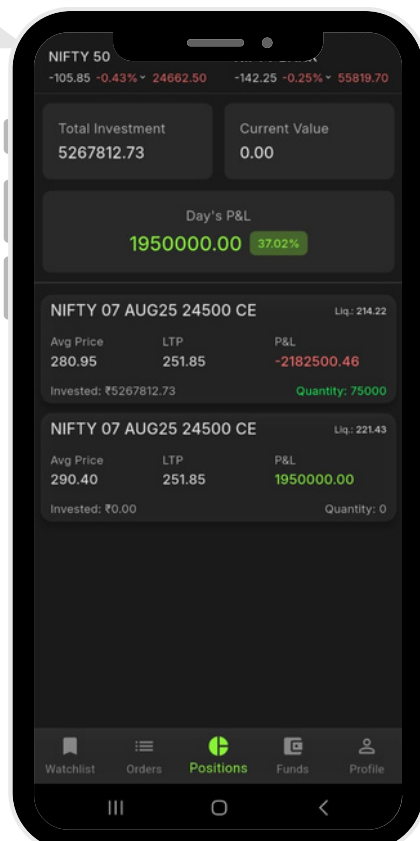 NIFTY 50
-105.85 -0.43% 24662.50 -142.25 -0.25% 55819.70
Total Investment Current Value
5267812.73 0.00
Day's P&L
1950000.00 37.02%
NIFTY 07 AUG25 24500 CE Liq.: 214.22
Avg Price LTP P&L
280.95 251.85 -2182500.46
Invested: ₹5267812.73 Quantity: 75000
NIFTY 07 AUG25 24500 CE Liq.: 221.43
Avg Price LTP P&L
290.40 251.85 1950000.00
Invested: ₹0.00 Quantity: 0
Watchlist Orders Positions Funds Profile